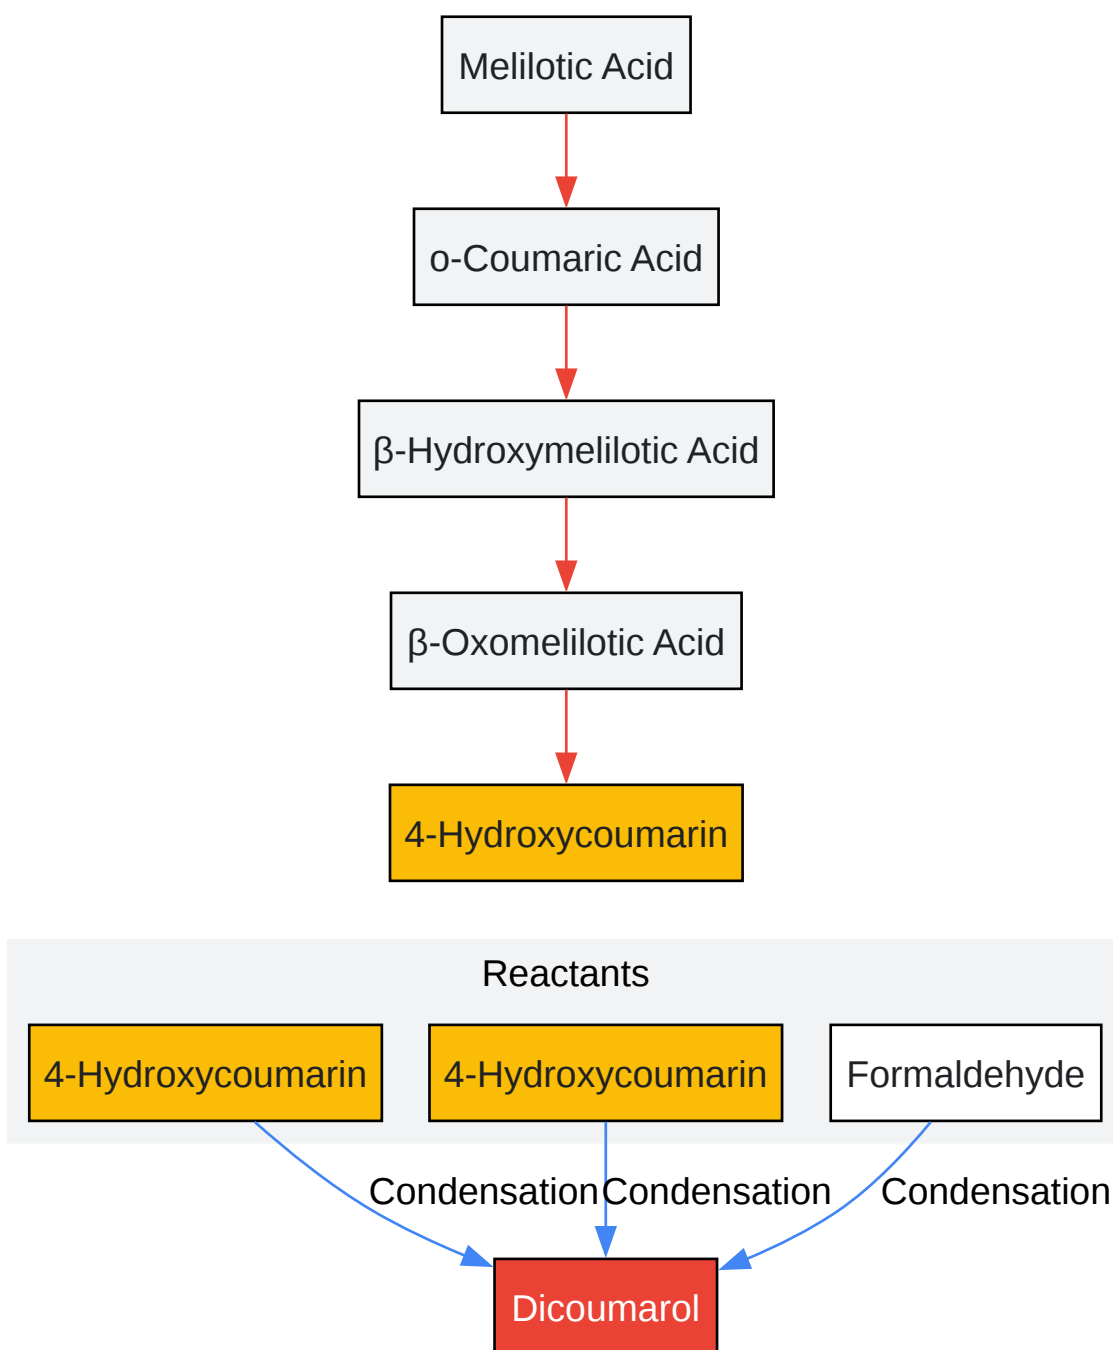 Melilotic Acid
o-Coumaric Acid
β-Hydroxymelilotic Acid
β-Oxomelilotic Acid
4-Hydroxycoumarin
Reactants
4-Hydroxycoumarin
4-Hydroxycoumarin
Formaldehyde
Condensation
Condensation
Condensation
Dicoumarol